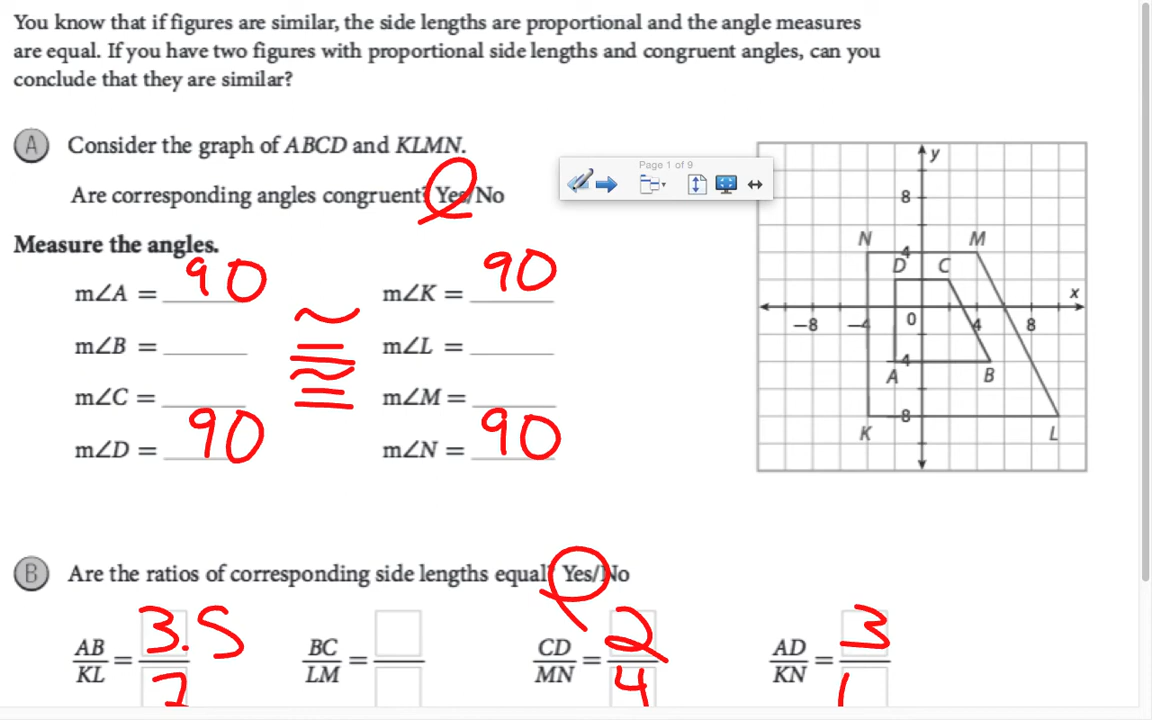 You know that if figures are similar, the side lengths are proportional and the angle measures
are equal. If you have two figures with proportional side lengths and congruent angles, can you
conclude that they are similar?
A Consider the graph of ABCD and KLMN.
Page 1 of 9
Are corresponding angles congruent? Yes/No
Measure the angles.
m∠A = 90 m∠K = 90
m∠B = ___ ≅ m∠L = ___
m∠C = ___ ≅ m∠M = ___
m∠D = 90 m∠N = 90
y
8
N 4 M
D C
x
-8 -4 0 4 8
-4
A B
-8
K L
B Are the ratios of corresponding side lengths equal? Yes/No
AB/KL = 3.5/7 BC/LM = CD/MN = 2/4 AD/KN = 3/